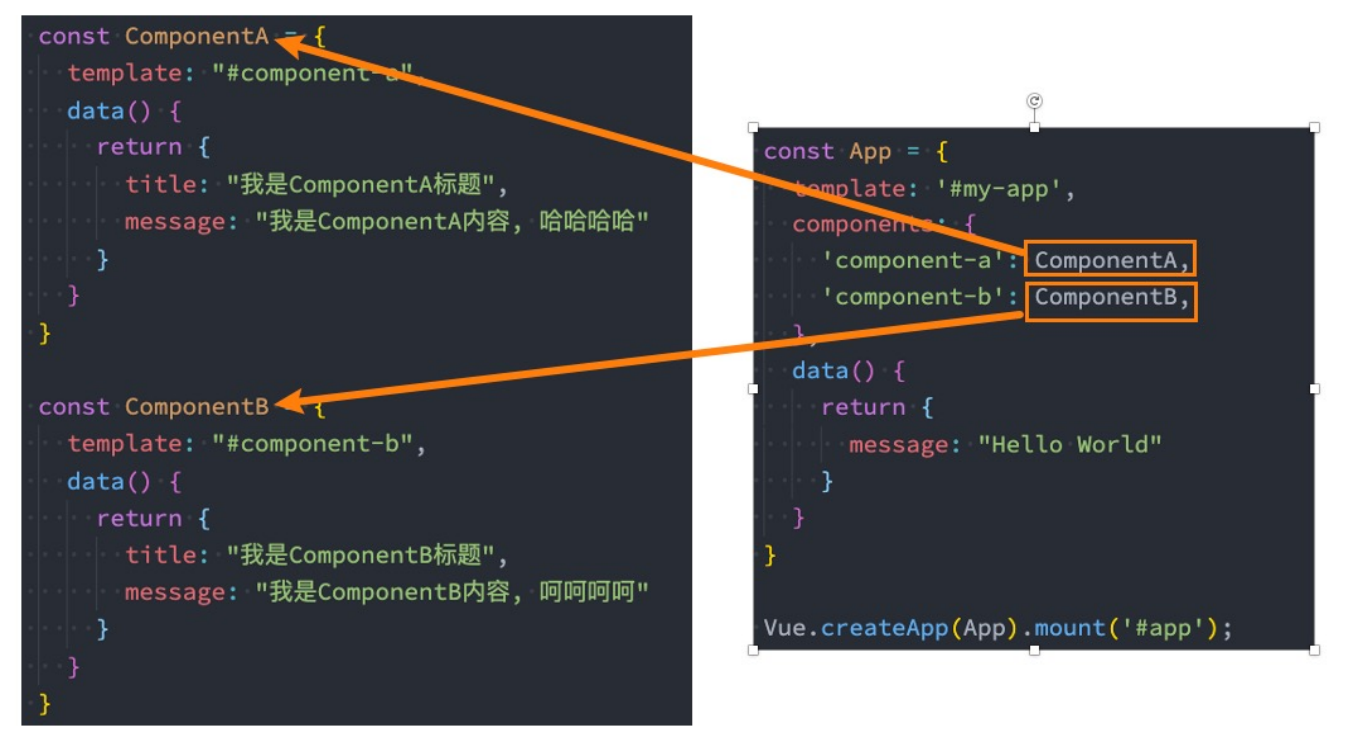 const ComponentA = {
template: "#component-a",
data() {
return {
title: "我是ComponentA标题",
message: "我是ComponentA内容, 哈哈哈哈"
}
}
}
const ComponentB = {
template: "#component-b",
data() {
return {
title: "我是ComponentB标题",
message: "我是ComponentB内容, 呵呵呵呵"
}
}
}
const App = {
template: '#my-app',
components: {
'component-a': ComponentA,
'component-b': ComponentB,
},
data() {
return {
message: "Hello World"
}
}
}
Vue.createApp(App).mount('#app');